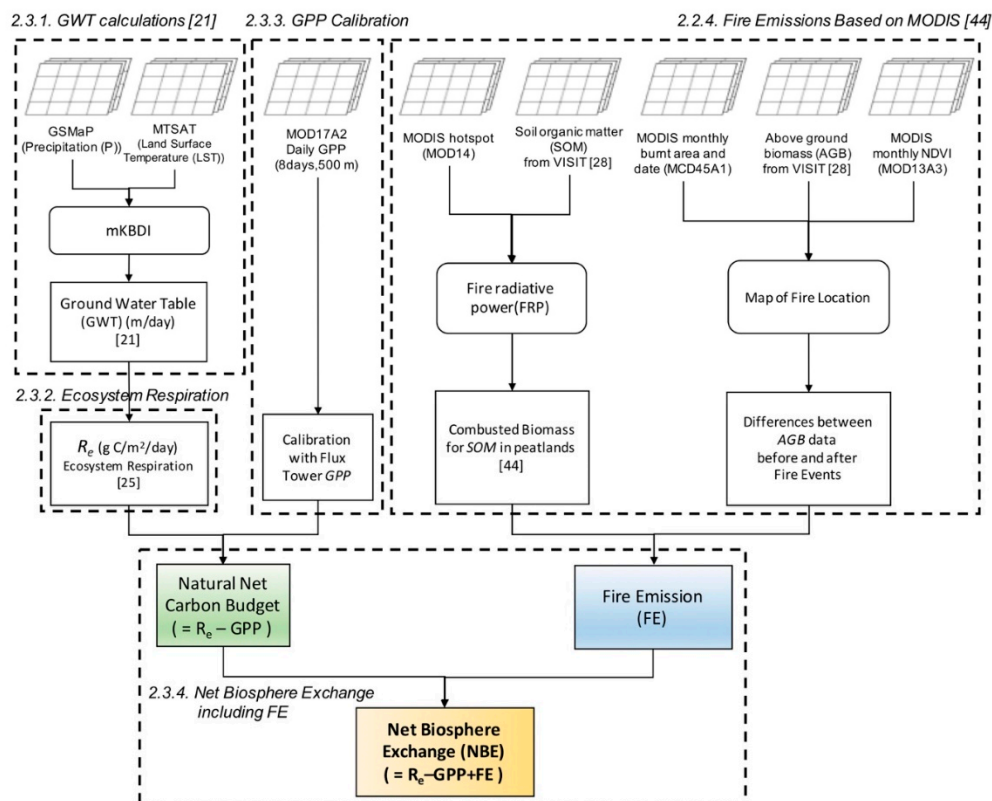 2.3.1. GWT calculations [21]
2.3.3. GPP Calibration
2.2.4. Fire Emissions Based on MODIS [44]
GSMaP
(Precipitation (P))
MTSAT
(Land Surface
Temperature (LST))
MOD17A2
Daily GPP
(8days,500 m)
MODIS hotspot
(MOD14)
Soil organic matter
(SOM)
from VISIT [28]
MODIS monthly
burnt area and
date (MCD45A1)
Above ground
biomass (AGB)
from VISIT [28]
MODIS
monthly NDVI
(MOD13A3)
mKBDI
Ground Water Table
(GWT) (m/day)
[21]
Fire radiative
power(FRP)
Map of Fire Location
2.3.2. Ecosystem Respiration
Re (g C/m²/day)
Ecosystem Respiration
[25]
Calibration
with Flux
Tower GPP
Combusted Biomass
for SOM in peatlands
[44]
Differences between
AGB data
before and after
Fire Events
Natural Net
Carbon Budget
( = Re – GPP )
Fire Emission
(FE)
2.3.4. Net Biosphere Exchange
including FE
Net Biosphere
Exchange (NBE)
( = Re–GPP+FE )